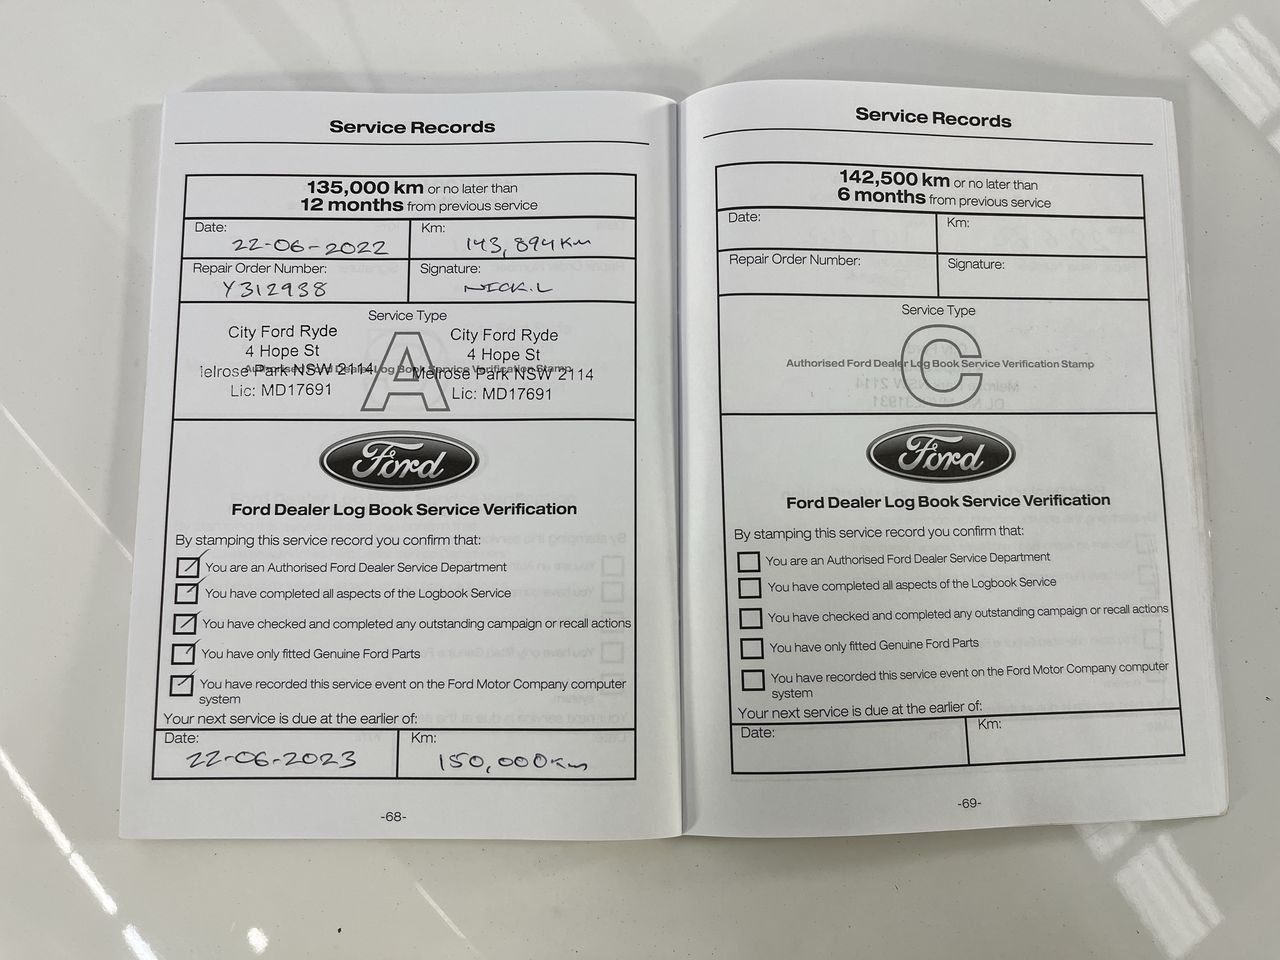 Service Records
135,000 km or no later than
12 months from previous service
Date:
22-06-2022
Km:
143,894km
Repair Order Number:
Y312938
Signature:
NICK.L
Service Type
A
Authorised Ford Dealer Log Book Service Verification Stamp
City Ford Ryde
4 Hope St
Melrose Park NSW 2114
Lic: MD17691
City Ford Ryde
4 Hope St
Melrose Park NSW 2114
Lic: MD17691
Ford
Ford Dealer Log Book Service Verification
By stamping this service record you confirm that:
You are an Authorised Ford Dealer Service Department
You have completed all aspects of the Logbook Service
You have checked and completed any outstanding campaign or recall actions
You have only fitted Genuine Ford Parts
You have recorded this service event on the Ford Motor Company computer
system
Your next service is due at the earlier of:
Date:
22-06-2023
Km:
150,000km
-68-
Service Records
142,500 km or no later than
6 months from previous service
Date:
Km:
Repair Order Number:
Signature:
Service Type
C
Authorised Ford Dealer Log Book Service Verification Stamp
Ford
Ford Dealer Log Book Service Verification
By stamping this service record you confirm that:
You are an Authorised Ford Dealer Service Department
You have completed all aspects of the Logbook Service
You have checked and completed any outstanding campaign or recall actions
You have only fitted Genuine Ford Parts
You have recorded this service event on the Ford Motor Company computer
system
Your next service is due at the earlier of:
Date:
Km:
-69-